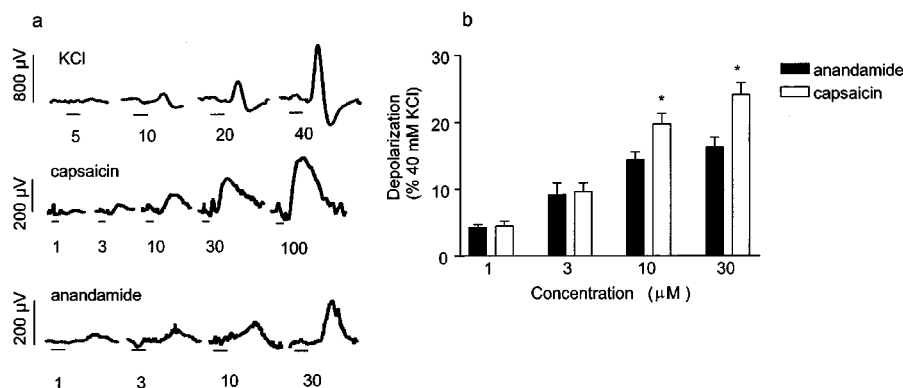 a
KCl
800 µV
5 10 20 40
capsaicin
200 µV
1 3 10 30 100
anandamide
200 µV
1 3 10 30
b
Depolarization
(% 40 mM KCl)
30
20
10
0
* *
1 3 10 30
Concentration (µM)
anandamide
capsaicin